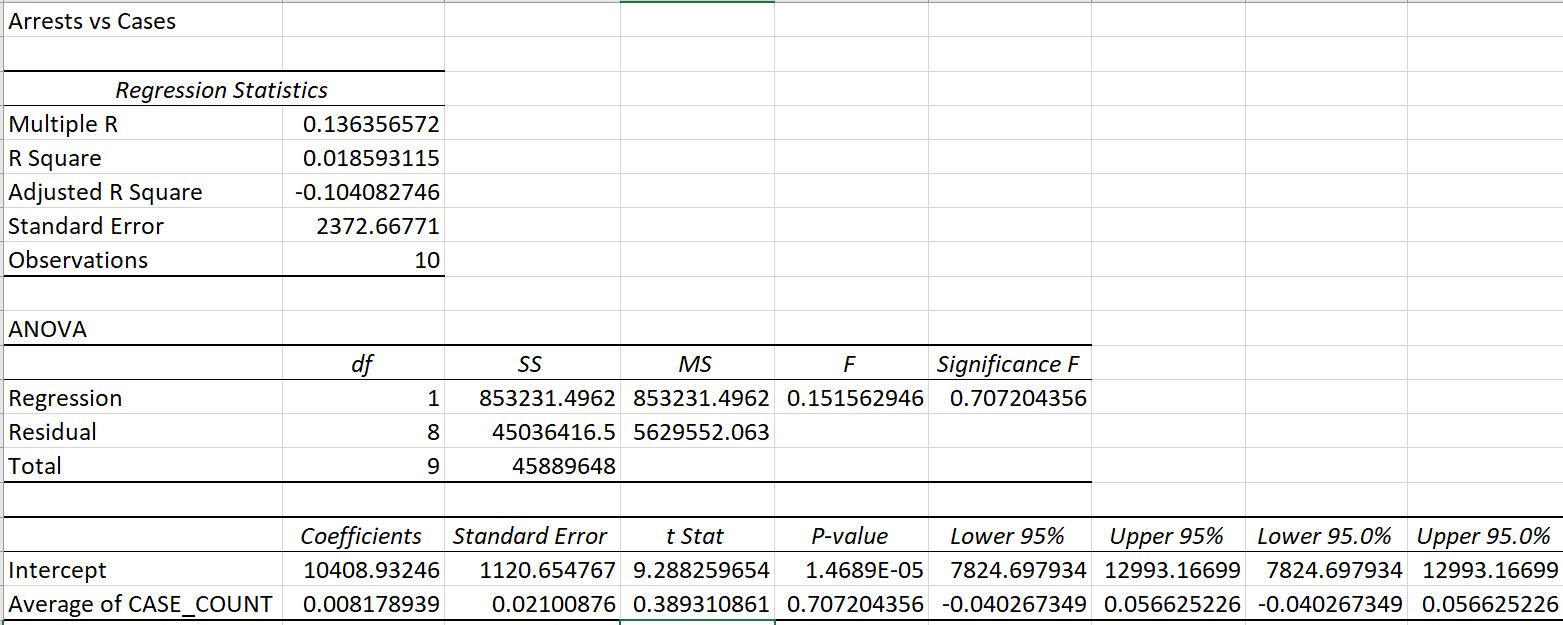 Arrests vs Cases
Regression Statistics
Multiple R 0.136356572
R Square 0.018593115
Adjusted R Square -0.104082746
Standard Error 2372.66771
Observations 10
ANOVA
df SS MS F Significance F
Regression 1 853231.4962 853231.4962 0.151562946 0.707204356
Residual 8 45036416.5 5629552.063
Total 9 45889648
Coefficients Standard Error t Stat P-value Lower 95% Upper 95% Lower 95.0% Upper 95.0%
Intercept 10408.93246 1120.654767 9.288259654 1.4689E-05 7824.697934 12993.16699 7824.697934 12993.16699
Average of CASE_COUNT 0.008178939 0.02100876 0.389310861 0.707204356 -0.040267349 0.056625226 -0.040267349 0.056625226